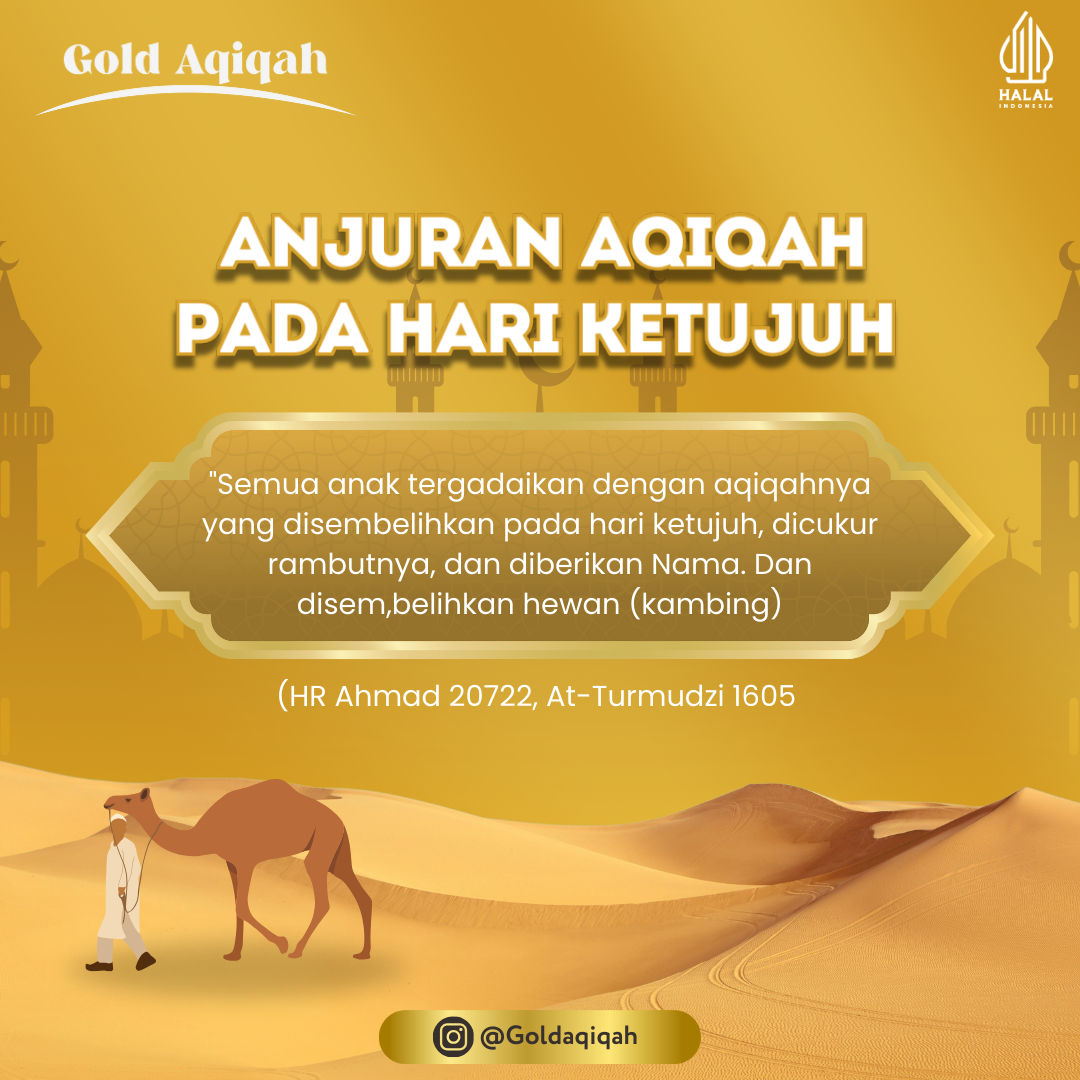 Gold Aqiqah
HALAL
INDONESIA
ANJURAN AQIQAH
PADA HARI KETUJUH
"Semua anak tergadaikan dengan aqiqahnya
yang disembelihkan pada hari ketujuh, dicukur
rambutnya, dan diberikan Nama. Dan
disem,belihkan hewan (kambing)
(HR Ahmad 20722, At-Turmudzi 1605
@Goldaqiqah